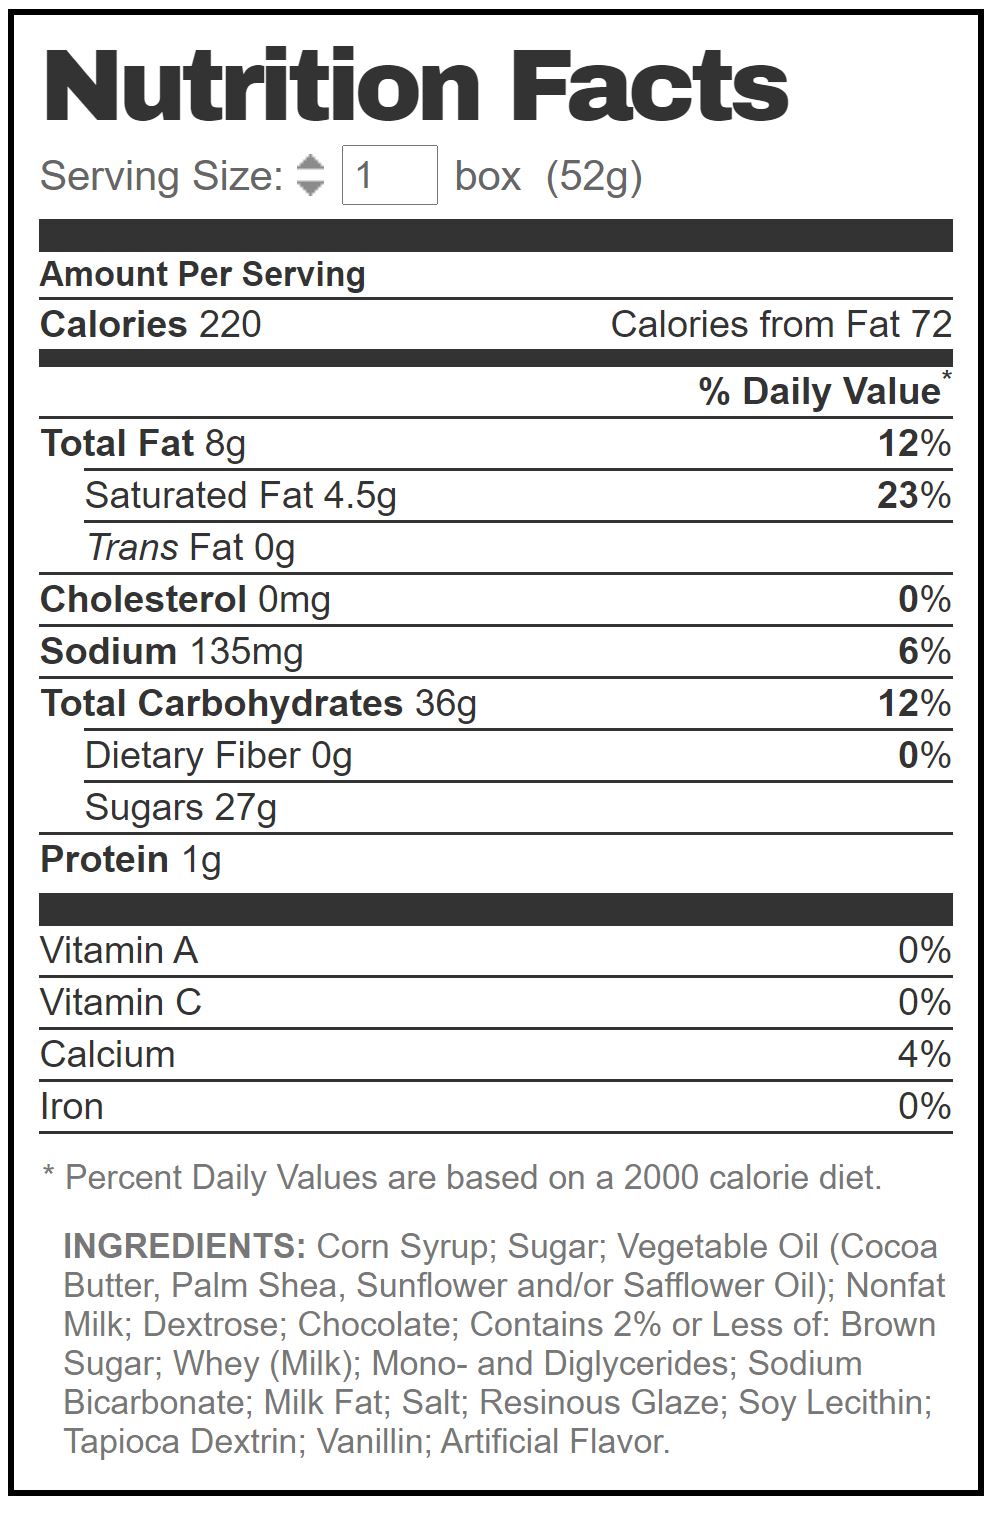 Nutrition Facts
Serving Size: 1 box (52g)
Amount Per Serving
Calories 220 Calories from Fat 72
% Daily Value*
Total Fat 8g 12%
Saturated Fat 4.5g 23%
Trans Fat 0g
Cholesterol 0mg 0%
Sodium 135mg 6%
Total Carbohydrates 36g 12%
Dietary Fiber 0g 0%
Sugars 27g
Protein 1g
Vitamin A 0%
Vitamin C 0%
Calcium 4%
Iron 0%
* Percent Daily Values are based on a 2000 calorie diet.
INGREDIENTS: Corn Syrup; Sugar; Vegetable Oil (Cocoa
Butter, Palm Shea, Sunflower and/or Safflower Oil); Nonfat
Milk; Dextrose; Chocolate; Contains 2% or Less of: Brown
Sugar; Whey (Milk); Mono- and Diglycerides; Sodium
Bicarbonate; Milk Fat; Salt; Resinous Glaze; Soy Lecithin;
Tapioca Dextrin; Vanillin; Artificial Flavor.